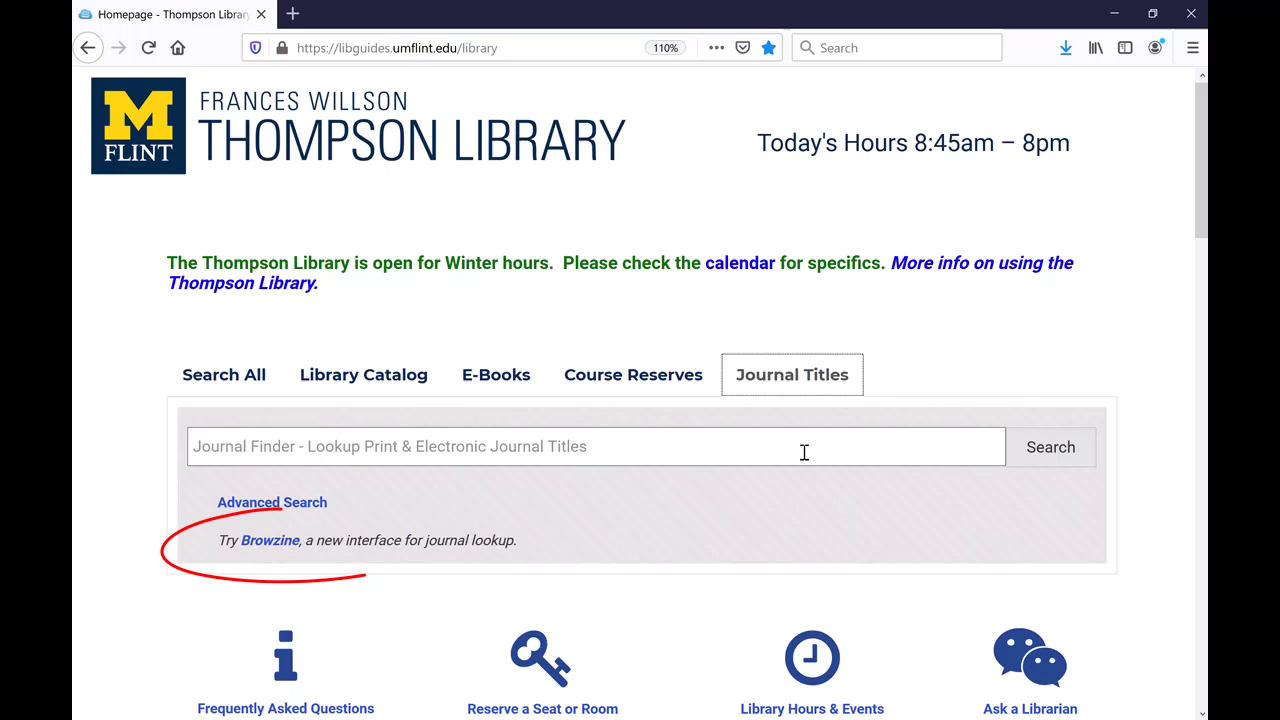 Homepage - Thompson Library
https://libguides.umflint.edu/library
110%
Search
M
FLINT
FRANCES WILLSON
THOMPSON LIBRARY
Today's Hours 8:45am – 8pm
The Thompson Library is open for Winter hours. Please check the calendar for specifics. More info on using the
Thompson Library.
Search All
Library Catalog
E-Books
Course Reserves
Journal Titles
Journal Finder - Lookup Print & Electronic Journal Titles
Search
Advanced Search
Try Browzine, a new interface for journal lookup.
Frequently Asked Questions
Reserve a Seat or Room
Library Hours & Events
Ask a Librarian